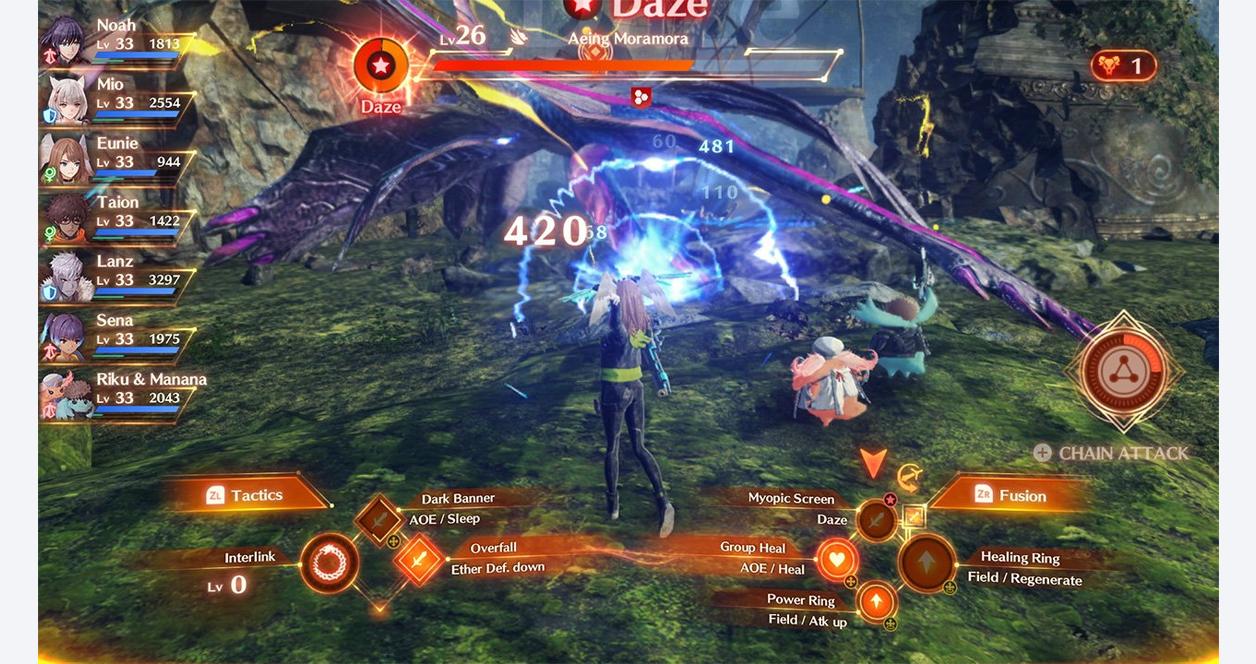 Noah
Lv 33 1813
Mio
Lv 33 2554
Eunie
Lv 33 944
Taion
Lv 33 1422
Lanz
Lv 33 3297
Sena
Lv 33 1975
Riku & Manana
Lv 33 2043
Daze
Lv26
Aeing Moramora
Daze
1
60
481
110
420
68
CHAIN ATTACK
ZL Tactics
Dark Banner
AOE / Sleep
Interlink
Lv 0
Overfall
Ether Def. down
Myopic Screen
Daze
ZR Fusion
Group Heal
AOE / Heal
Healing Ring
Field / Regenerate
Power Ring
Field / Atk up